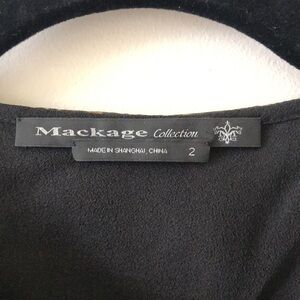 Mackage Collection
MADE IN SHANGHAI, CHINA 2